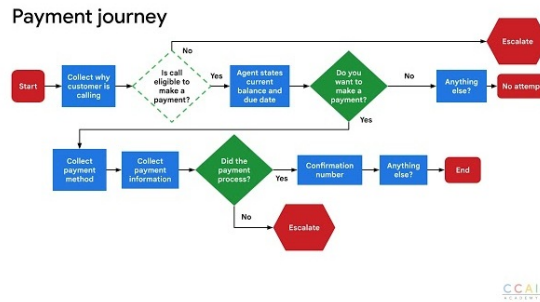 Payment journey
No
Escalate
Start
Collect why
customer is
calling
Is call
eligible to
make a
payment?
Yes
Agent states
current
balance and
due date
Do you
want to
make a
payment?
No
Anything
else?
No attemp
Yes
Collect
payment
method
Collect
payment
information
Did the
payment
process?
Yes
Confirmation
number
Anything
else?
End
No
Escalate
CCAI
ACADEMY